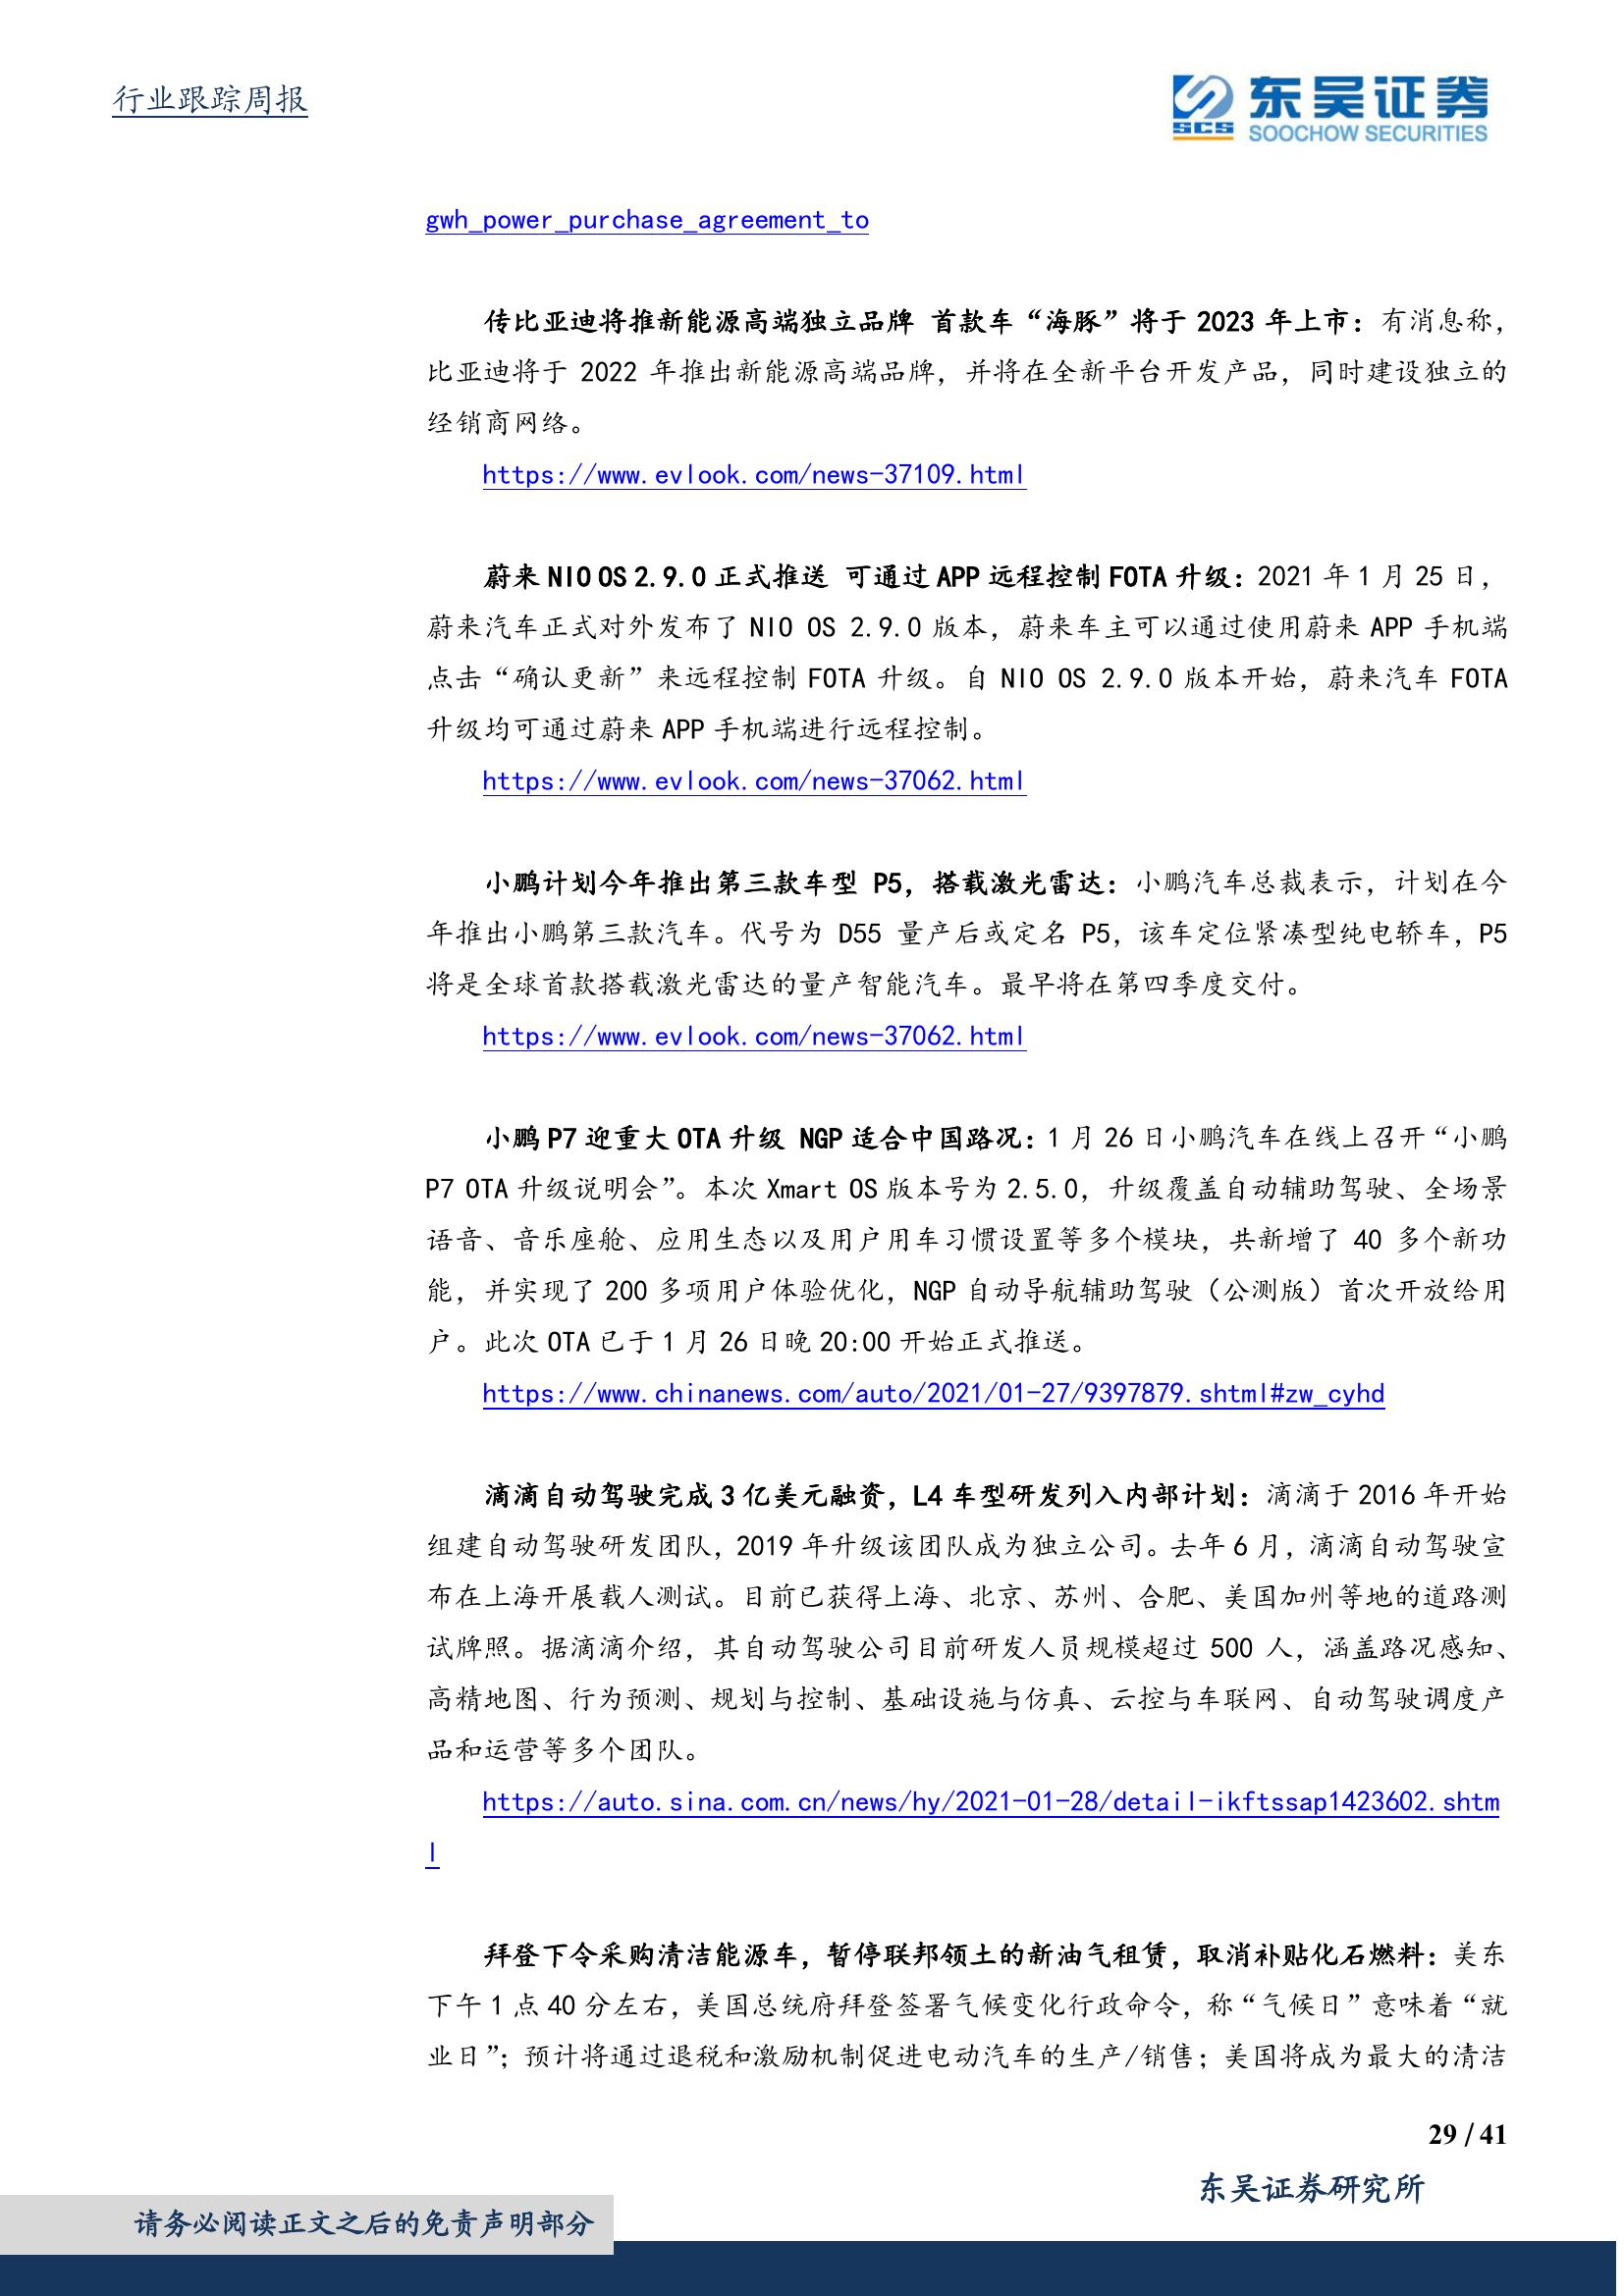 行业跟踪周报
东吴证券
SCS
SOOCHOW SECURITIES
gwh_power_purchase_agreement_to
传比亚迪将推新能源高端独立品牌 首款车“海豚”将于 2023 年上市：有消息称，
比亚迪将于 2022 年推出新能源高端品牌，并将在全新平台开发产品，同时建设独立的
经销商网络。
https://www.evlook.com/news-37109.html
蔚来 NIO OS 2.9.0 正式推送 可通过 APP 远程控制 FOTA 升级：2021 年 1 月 25 日，
蔚来汽车正式对外发布了 NIO OS 2.9.0 版本，蔚来车主可以通过使用蔚来 APP 手机端
点击“确认更新”来远程控制 FOTA 升级。自 NIO OS 2.9.0 版本开始，蔚来汽车 FOTA
升级均可通过蔚来 APP 手机端进行远程控制。
https://www.evlook.com/news-37062.html
小鹏计划今年推出第三款车型 P5，搭载激光雷达：小鹏汽车总裁表示，计划在今
年推出小鹏第三款汽车。代号为 D55 量产后或定名 P5，该车定位紧凑型纯电轿车，P5
将是全球首款搭载激光雷达的量产智能汽车。最早将在第四季度交付。
https://www.evlook.com/news-37062.html
小鹏 P7 迎重大 OTA 升级 NGP 适合中国路况：1 月 26 日小鹏汽车在线上召开“小鹏
P7 OTA 升级说明会”。本次 Xmart OS 版本号为 2.5.0，升级覆盖自动辅助驾驶、全场景
语音、音乐座舱、应用生态以及用户用车习惯设置等多个模块，共新增了 40 多个新功
能，并实现了 200 多项用户体验优化，NGP 自动导航辅助驾驶（公测版）首次开放给用
户。此次 OTA 已于 1 月 26 日晚 20:00 开始正式推送。
https://www.chinanews.com/auto/2021/01-27/9397879.shtml#zw_cyhd
滴滴自动驾驶完成 3 亿美元融资，L4 车型研发列入内部计划：滴滴于 2016 年开始
组建自动驾驶研发团队，2019 年升级该团队成为独立公司。去年 6 月，滴滴自动驾驶宣
布在上海开展载人测试。目前已获得上海、北京、苏州、合肥、美国加州等地的道路测
试牌照。据滴滴介绍，其自动驾驶公司目前研发人员规模超过 500 人，涵盖路况感知、
高精地图、行为预测、规划与控制、基础设施与仿真、云控与车联网、自动驾驶调度产
品和运营等多个团队。
https://auto.sina.com.cn/news/hy/2021-01-28/detail-ikftssap1423602.shtm
l
拜登下令采购清洁能源车，暂停联邦领土的新油气租赁，取消补贴化石燃料：美东
下午 1 点 40 分左右，美国总统府拜登签署气候变化行政命令，称“气候日”意味着“就
业日”；预计将通过退税和激励机制促进电动汽车的生产/销售；美国将成为最大的清洁
29 / 41
东吴证券研究所
请务必阅读正文之后的免责声明部分